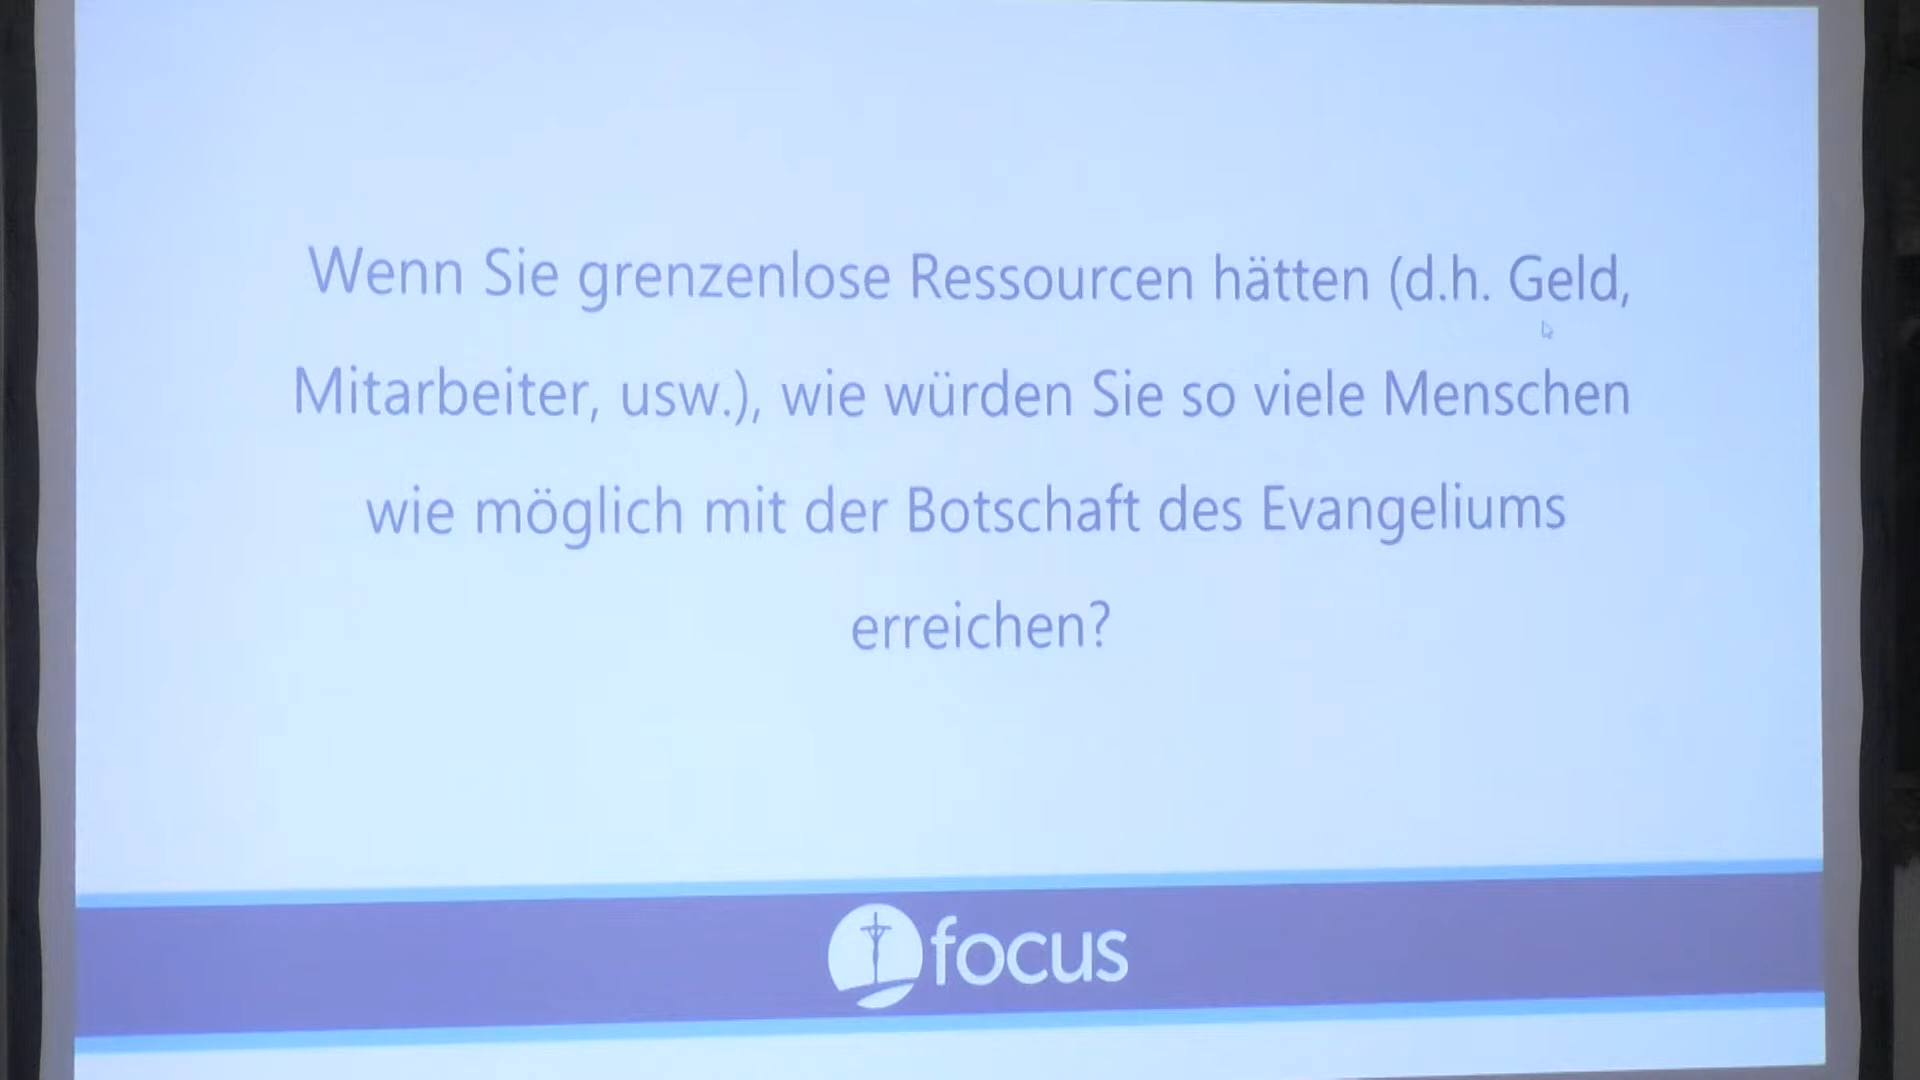 Wenn Sie grenzenlose Ressourcen hätten (d.h. Geld,
Mitarbeiter, usw.), wie würden Sie so viele Menschen
wie möglich mit der Botschaft des Evangeliums
erreichen?
focus